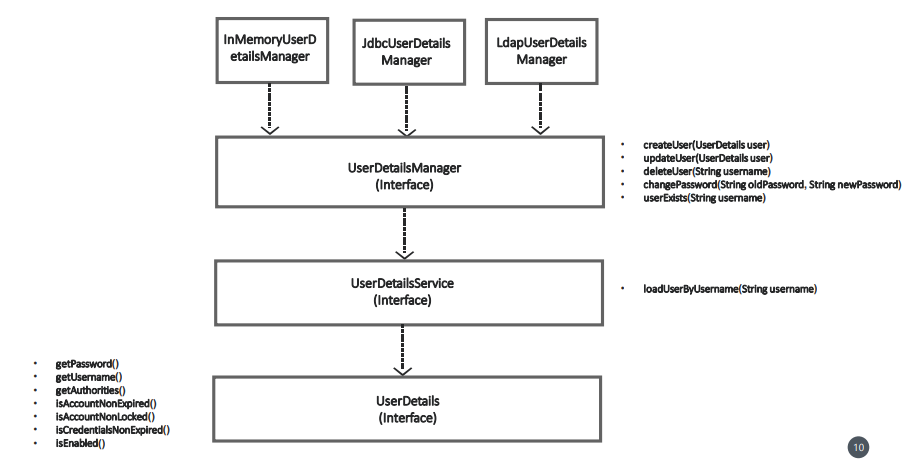 InMemoryUserD
etailsManager
JdbcUserDetails
Manager
LdapUserDetails
Manager
UserDetailsManager
(Interface)
• createUser(UserDetails user)
• updateUser(UserDetails user)
• deleteUser(String username)
• changePassword(String oldPassword, String newPassword)
• userExists(String username)
UserDetailsService
(Interface)
• loadUserByUsername(String username)
• getPassword()
• getUsername()
• getAuthorities()
• isAccountNonExpired()
• isAccountNonLocked()
• isCredentialsNonExpired()
• isEnabled()
UserDetails
(Interface)
10